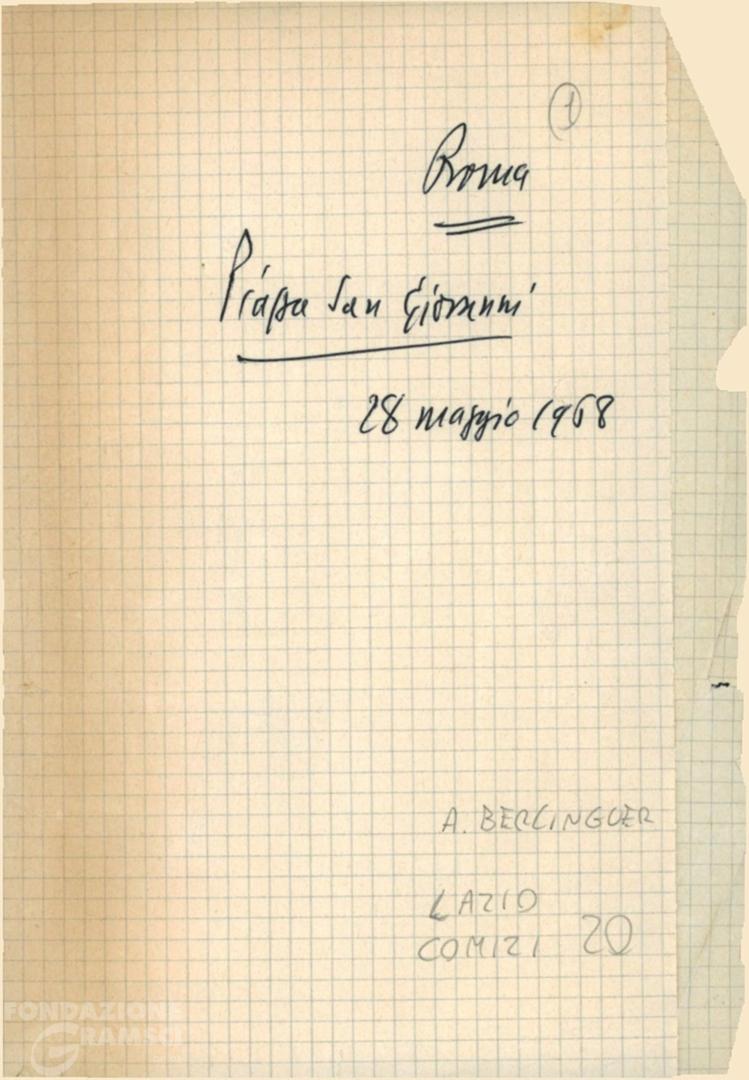 1
Roma
Piazza San Giovanni
28 maggio 1968
A. BERLINGUER
LAZIO
COMIZI 20
FONDAZIONE
GRAMSCI